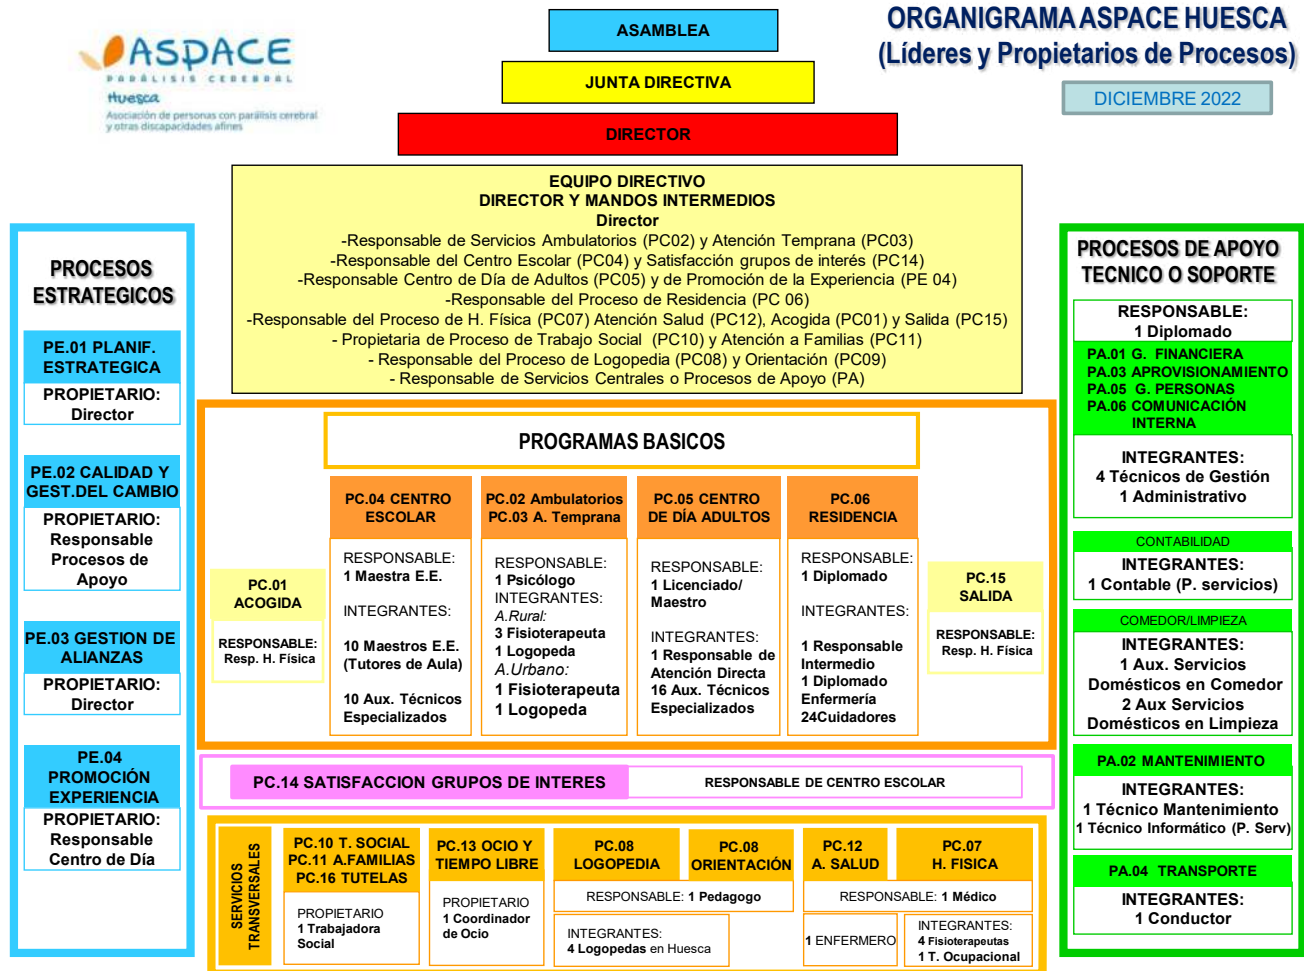 ASPACE
PARÁLISIS CEREBRAL
Huesca
Asociación de personas con parálisis cerebral
y otras discapacidades afines
ASAMBLEA
JUNTA DIRECTIVA
DIRECTOR
ORGANIGRAMA ASPACE HUESCA
(Líderes y Propietarios de Procesos)
DICIEMBRE 2022
EQUIPO DIRECTIVO
DIRECTOR Y MANDOS INTERMEDIOS
Director
-Responsable de Servicios Ambulatorios (PC02) y Atención Temprana (PC03)
-Responsable del Centro Escolar (PC04) y Satisfacción grupos de interés (PC14)
-Responsable Centro de Día de Adultos (PC05) y de Promoción de la Experiencia (PE 04)
-Responsable del Proceso de Residencia (PC 06)
-Responsable del Proceso de H. Física (PC07) Atención Salud (PC12), Acogida (PC01) y Salida (PC15)
- Propietaria de Proceso de Trabajo Social (PC10) y Atención a Familias (PC11)
- Responsable del Proceso de Logopedia (PC08) y Orientación (PC09)
- Responsable de Servicios Centrales o Procesos de Apoyo (PA)
PROCESOS
ESTRATEGICOS
PE.01 PLANIF.
ESTRATEGICA
PROPIETARIO:
Director
PE.02 CALIDAD Y
GEST.DEL CAMBIO
PROPIETARIO:
Responsable
Procesos de
Apoyo
PE.03 GESTION DE
ALIANZAS
PROPIETARIO:
Director
PE.04
PROMOCIÓN
EXPERIENCIA
PROPIETARIO:
Responsable
Centro de Día
PROGRAMAS BASICOS
PC.01
ACOGIDA
RESPONSABLE:
Resp. H. Física
PC.04 CENTRO
ESCOLAR
RESPONSABLE:
1 Maestra E.E.
INTEGRANTES:
10 Maestros E.E.
(Tutores de Aula)
10 Aux. Técnicos
Especializados
PC.02 Ambulatorios
PC.03 A. Temprana
RESPONSABLE:
1 Psicólogo
INTEGRANTES:
A.Rural:
3 Fisioterapeuta
1 Logopeda
A.Urbano:
1 Fisioterapeuta
1 Logopeda
PC.05 CENTRO
DE DÍA ADULTOS
RESPONSABLE:
1 Licenciado/
Maestro
INTEGRANTES:
1 Responsable de
Atención Directa
16 Aux. Técnicos
Especializados
PC.06
RESIDENCIA
RESPONSABLE:
1 Diplomado
INTEGRANTES:
1 Responsable
Intermedio
1 Diplomado
Enfermería
24Cuidadores
PC.15
SALIDA
RESPONSABLE:
Resp. H. Física
PC.14 SATISFACCION GRUPOS DE INTERES
RESPONSABLE DE CENTRO ESCOLAR
SERVICIOS
TRANSVERSALES
PC.10 T. SOCIAL
PC.11 A.FAMILIAS
PC.16 TUTELAS
PROPIETARIO
1 Trabajadora
Social
PC.13 OCIO Y
TIEMPO LIBRE
PROPIETARIO
1 Coordinador
de Ocio
PC.08
LOGOPEDIA
PC.08
ORIENTACIÓN
RESPONSABLE: 1 Pedagogo
INTEGRANTES:
4 Logopedas en Huesca
PC.12
A. SALUD
PC.07
H. FISICA
RESPONSABLE: 1 Médico
1 ENFERMERO
INTEGRANTES:
4 Fisioterapeutas
1 T. Ocupacional
PROCESOS DE APOYO
TECNICO O SOPORTE
RESPONSABLE:
1 Diplomado
PA.01 G. FINANCIERA
PA.03 APROVISIONAMIENTO
PA.05 G. PERSONAS
PA.06 COMUNICACIÓN
INTERNA
INTEGRANTES:
4 Técnicos de Gestión
1 Administrativo
CONTABILIDAD
INTEGRANTES:
1 Contable (P. servicios)
COMEDOR/LIMPIEZA
INTEGRANTES:
1 Aux. Servicios
Domésticos en Comedor
2 Aux Servicios
Domésticos en Limpieza
PA.02 MANTENIMIENTO
INTEGRANTES:
1 Técnico Mantenimiento
1 Técnico Informático (P. Serv)
PA.04 TRANSPORTE
INTEGRANTES:
1 Conductor